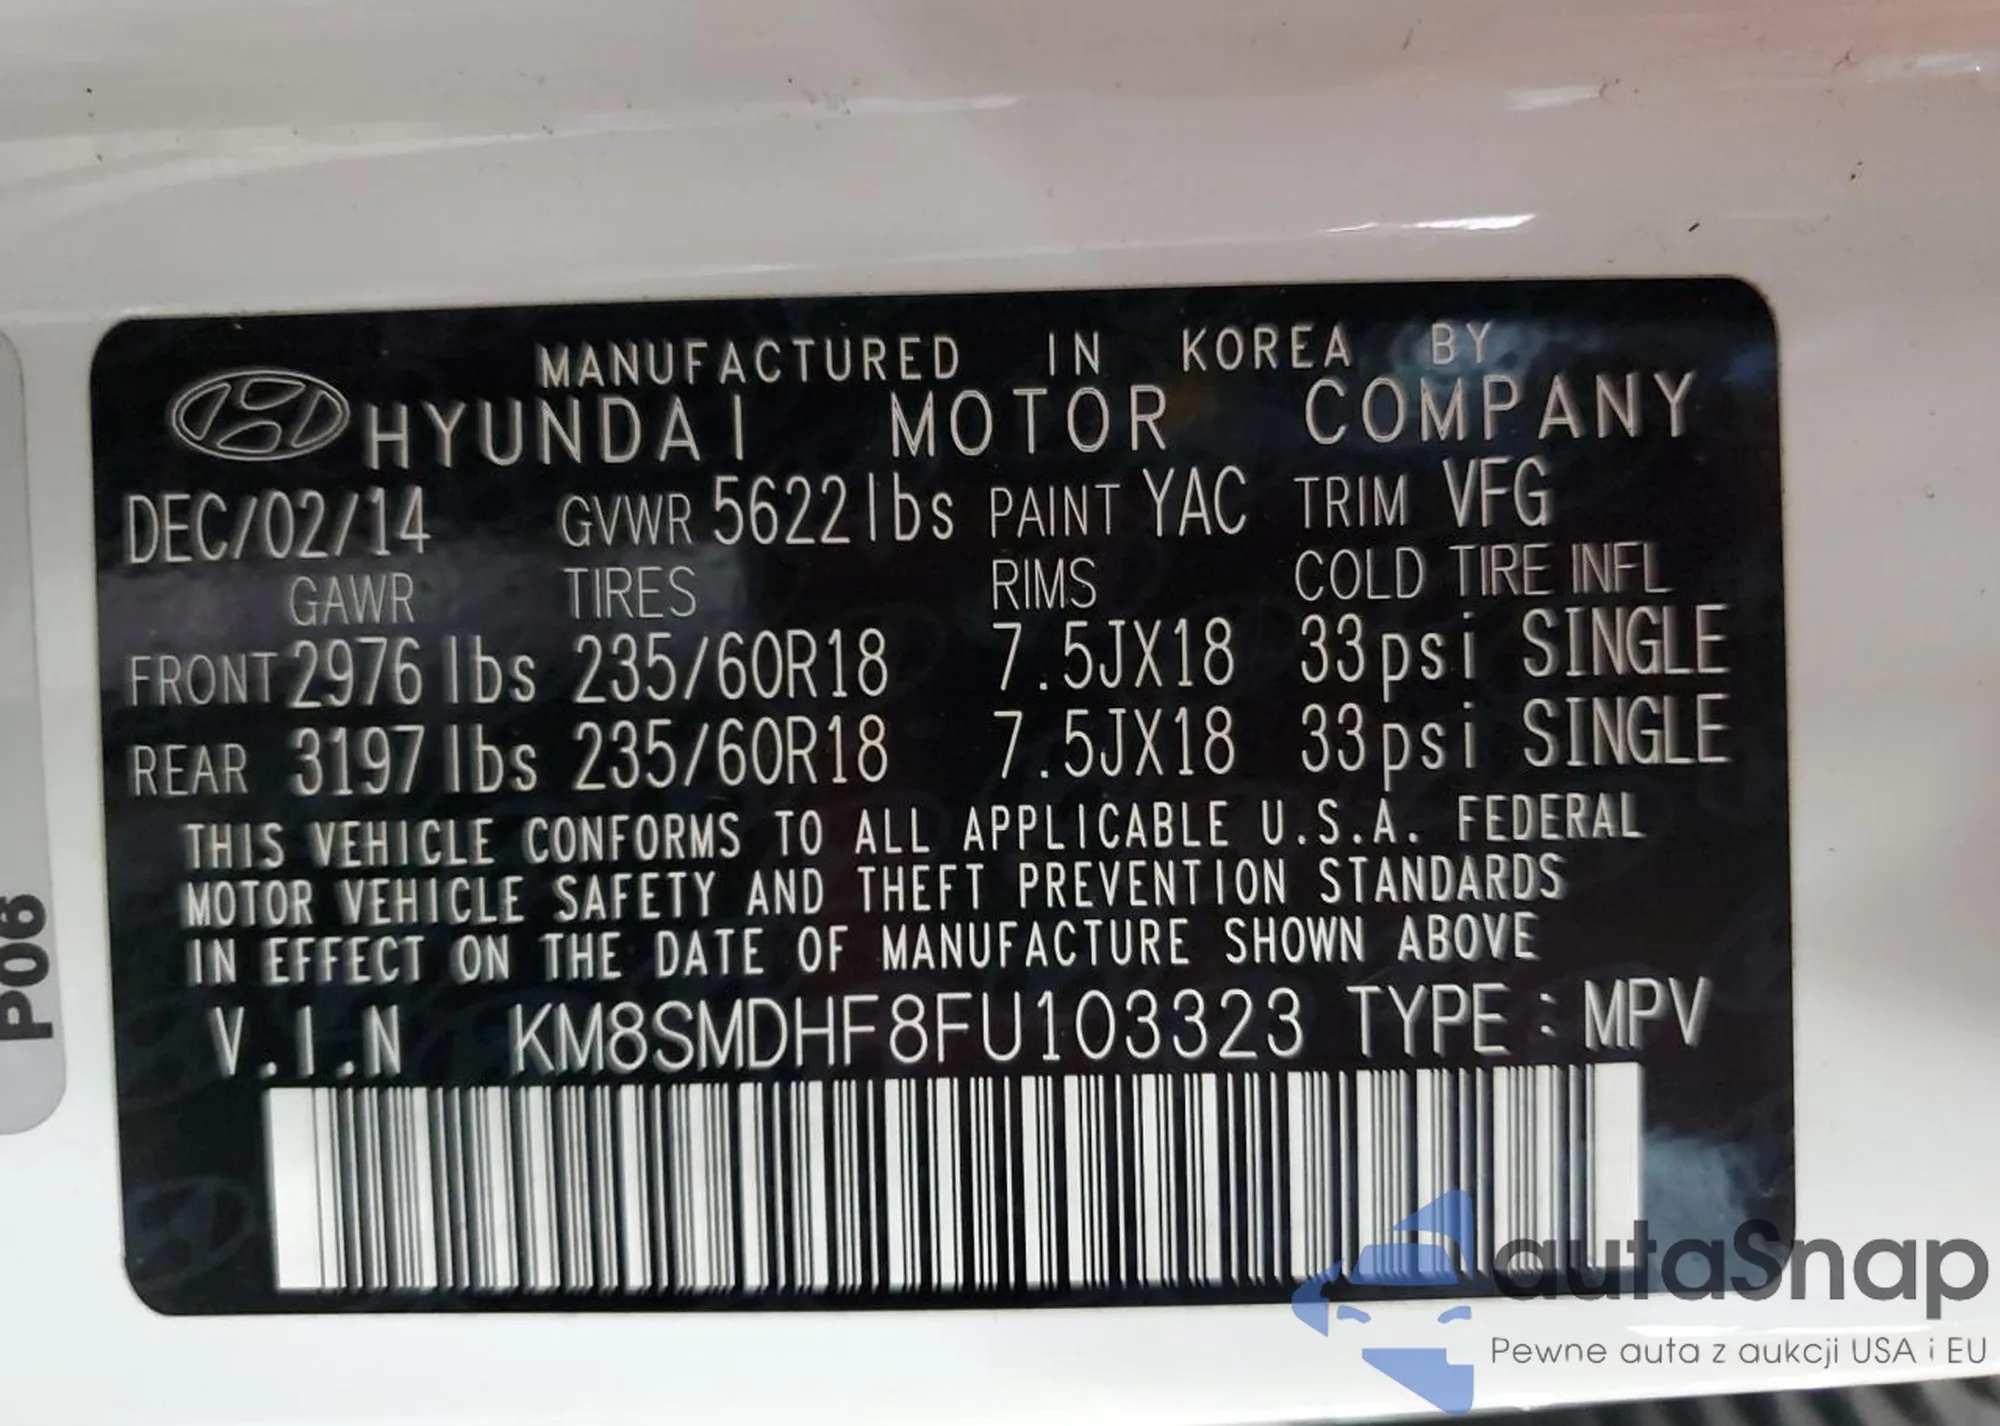 MANUFACTURED IN KOREA BY
HYUNDAI MOTOR COMPANY
DEC/02/14 GVWR 5622lbs PAINT YAC TRIM VFG
GAWR TIRES RIMS COLD TIRE INFL
FRONT 2976lbs 235/60R18 7.5JX18 33psi SINGLE
REAR 3197lbs 235/60R18 7.5JX18 33psi SINGLE
THIS VEHICLE CONFORMS TO ALL APPLICABLE U.S.A. FEDERAL
MOTOR VEHICLE SAFETY AND THEFT PREVENTION STANDARDS
IN EFFECT ON THE DATE OF MANUFACTURE SHOWN ABOVE
V.I.N KM8SMDHF8FU103323 TYPE : MPV
P06
autaSnap
Pewne auta z aukcji USA i EU